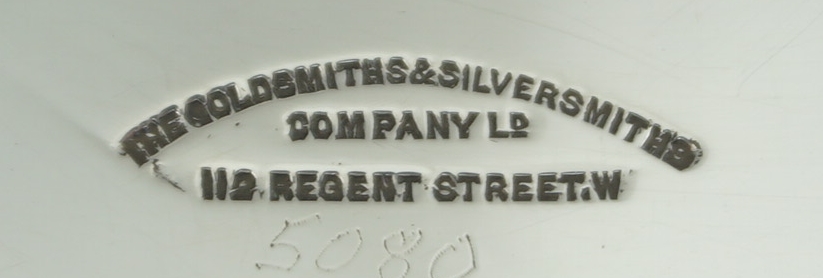 THE GOLDSMITHS & SILVERSMITHS
COMPANY LD
112 REGENT STREET. W
5080